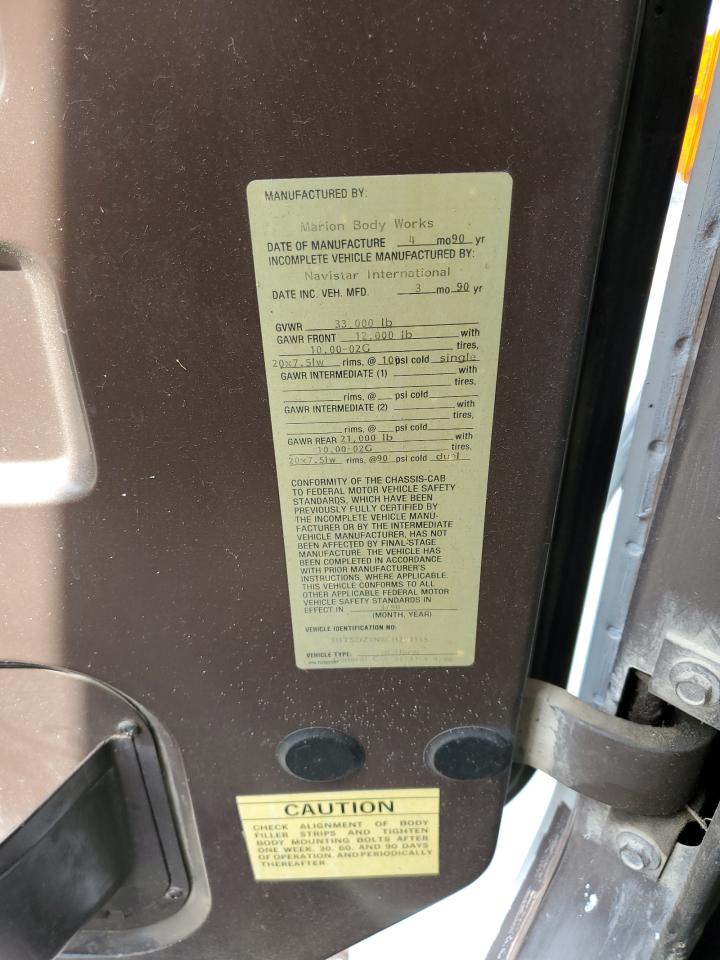 MANUFACTURED BY:
Marion Body Works
DATE OF MANUFACTURE 4 mo 90 yr
INCOMPLETE VEHICLE MANUFACTURED BY:
Navistar International
DATE INC. VEH. MFD. 3 mo 90 yr
GVWR 33,000 lb
GAWR FRONT 12,000 lb with
10.00-02G tires,
20x7.5lw rims, @ 100 psi cold single
GAWR INTERMEDIATE (1) with
tires,
rims, @ psi cold
GAWR INTERMEDIATE (2) with
tires,
rims, @ psi cold
GAWR REAR 21,000 lb with
10.00-02G tires,
20x7.5lw rims, @90 psi cold dual
CONFORMITY OF THE CHASSIS-CAB
TO FEDERAL MOTOR VEHICLE SAFETY
STANDARDS, WHICH HAVE BEEN
PREVIOUSLY FULLY CERTIFIED BY
THE INCOMPLETE VEHICLE MANU-
FACTURER OR BY THE INTERMEDIATE
VEHICLE MANUFACTURER, HAS NOT
BEEN AFFECTED BY FINAL-STAGE
MANUFACTURE. THE VEHICLE HAS
BEEN COMPLETED IN ACCORDANCE
WITH PRIOR MANUFACTURER'S
INSTRUCTIONS, WHERE APPLICABLE.
THIS VEHICLE CONFORMS TO ALL
OTHER APPLICABLE FEDERAL MOTOR
VEHICLE SAFETY STANDARDS IN
EFFECT IN 3/90
(MONTH, YEAR)
VEHICLE IDENTIFICATION NO:
VEHICLE TYPE:
CAUTION
CHECK ALIGNMENT OF BODY
FILLER STRIPS AND TIGHTEN
BODY MOUNTING BOLTS AFTER
ONE WEEK, 30, 60, AND 90 DAYS
OF OPERATION, AND PERIODICALLY
THEREAFTER